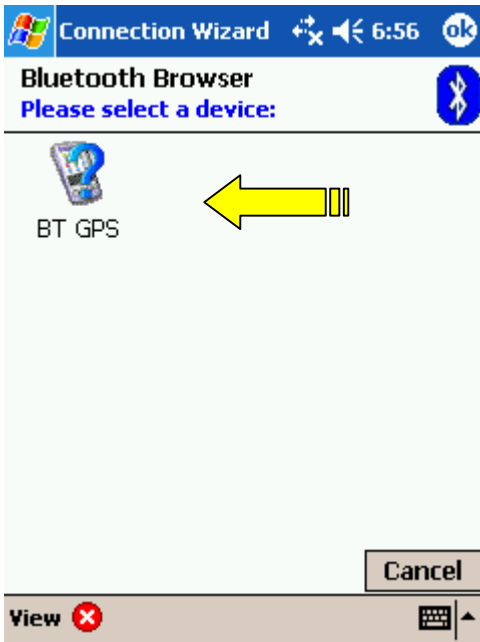 Connection Wizard 6:56 ok
Bluetooth Browser
Please select a device:
BT GPS
Cancel
View